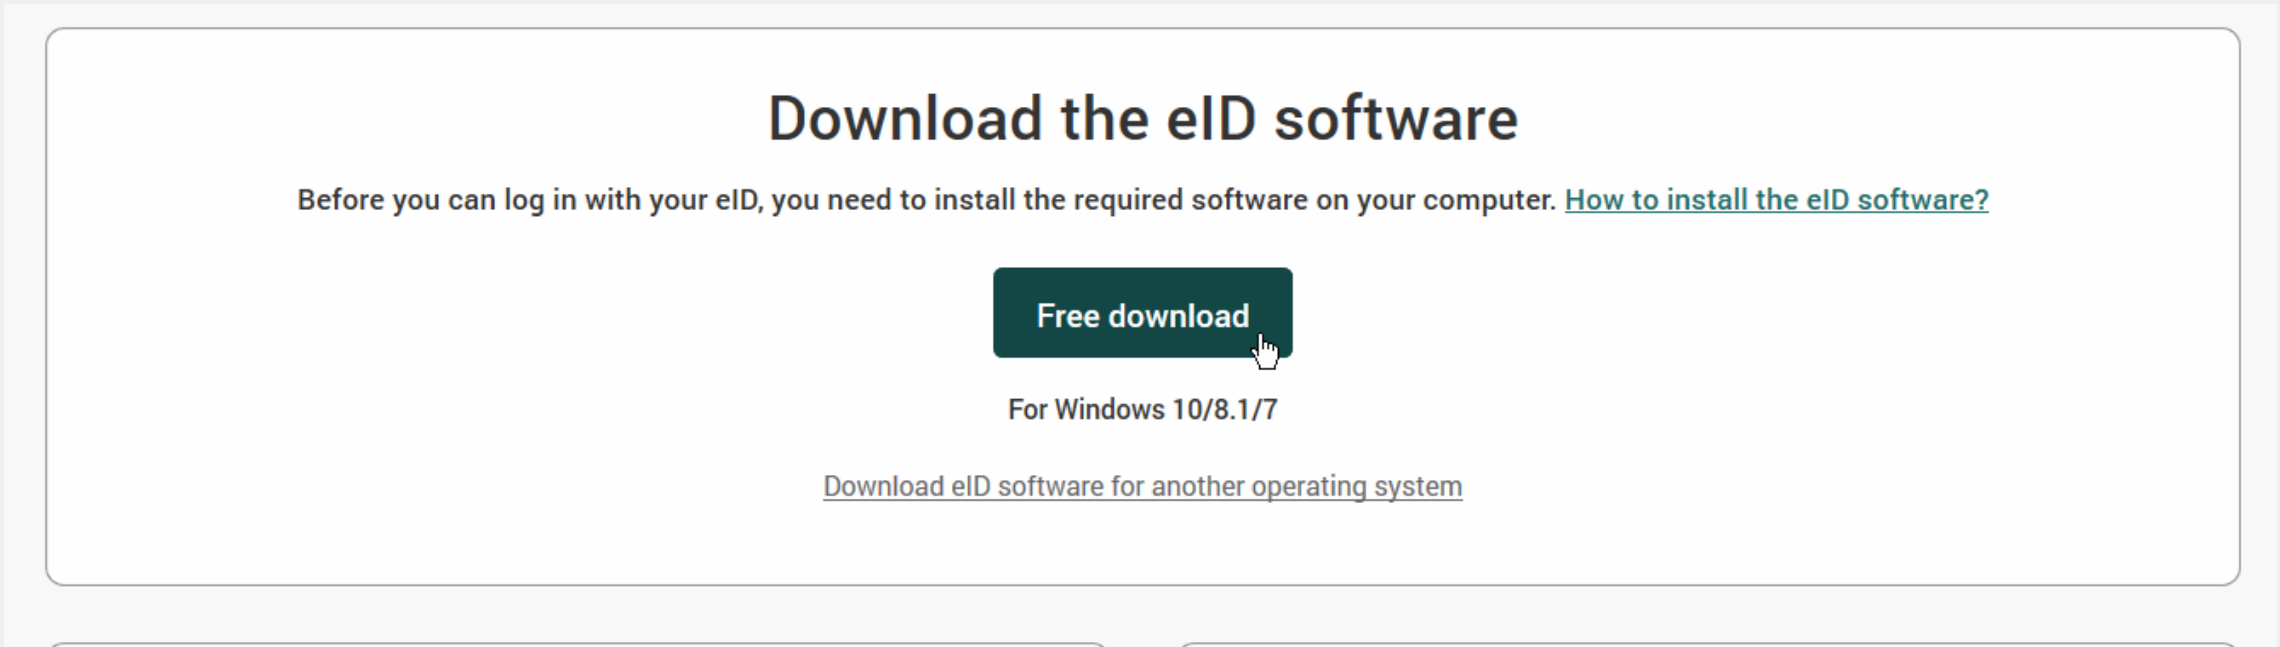 Download the eID software
Before you can log in with your eID, you need to install the required software on your computer. How to install the eID software?
Free download
For Windows 10/8.1/7
Download eID software for another operating system